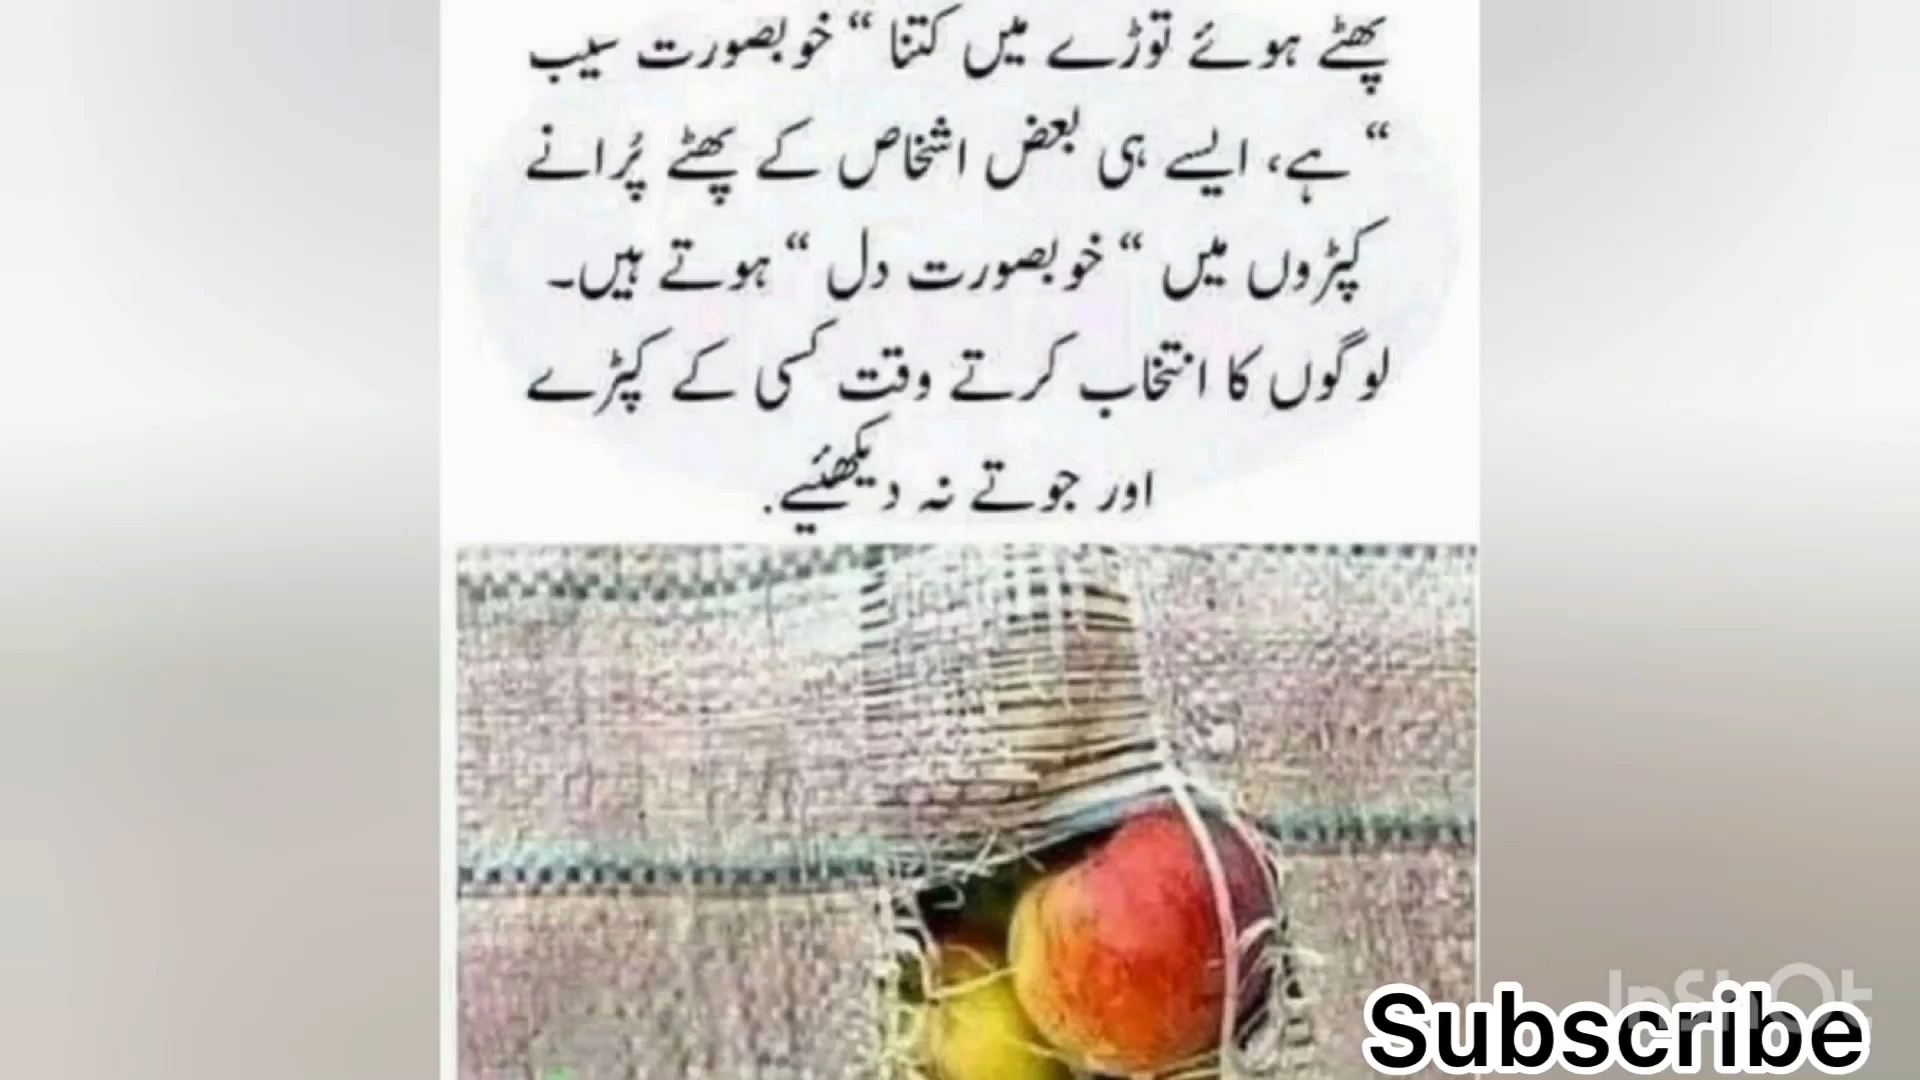 پھٹے ہوئے توڑے میں کتنا “ خوبصورت سیب
“ ہے، ایسے ہی بعض اشخاص کے پھٹے پُرانے
کپڑوں میں “ خوبصورت دل “ ہوتے ہیں۔
لوگوں کا انتخاب کرتے وقت کسی کے کپڑے
اور جوتے نہ دیکھئیے.
InShOt
Subscribe